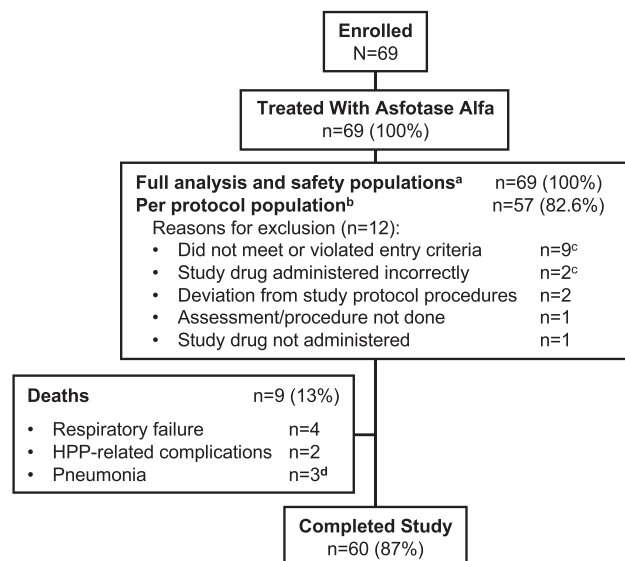 Enrolled
N=69
Treated With Asfotase Alfa
n=69 (100%)
Full analysis and safety populationsᵃ n=69 (100%)
Per protocol populationᵇ n=57 (82.6%)
Reasons for exclusion (n=12):
• Did not meet or violated entry criteria n=9ᶜ
• Study drug administered incorrectly n=2ᶜ
• Deviation from study protocol procedures n=2
• Assessment/procedure not done n=1
• Study drug not administered n=1
Deaths n=9 (13%)
• Respiratory failure n=4
• HPP-related complications n=2
• Pneumonia n=3ᵈ
Completed Study
n=60 (87%)